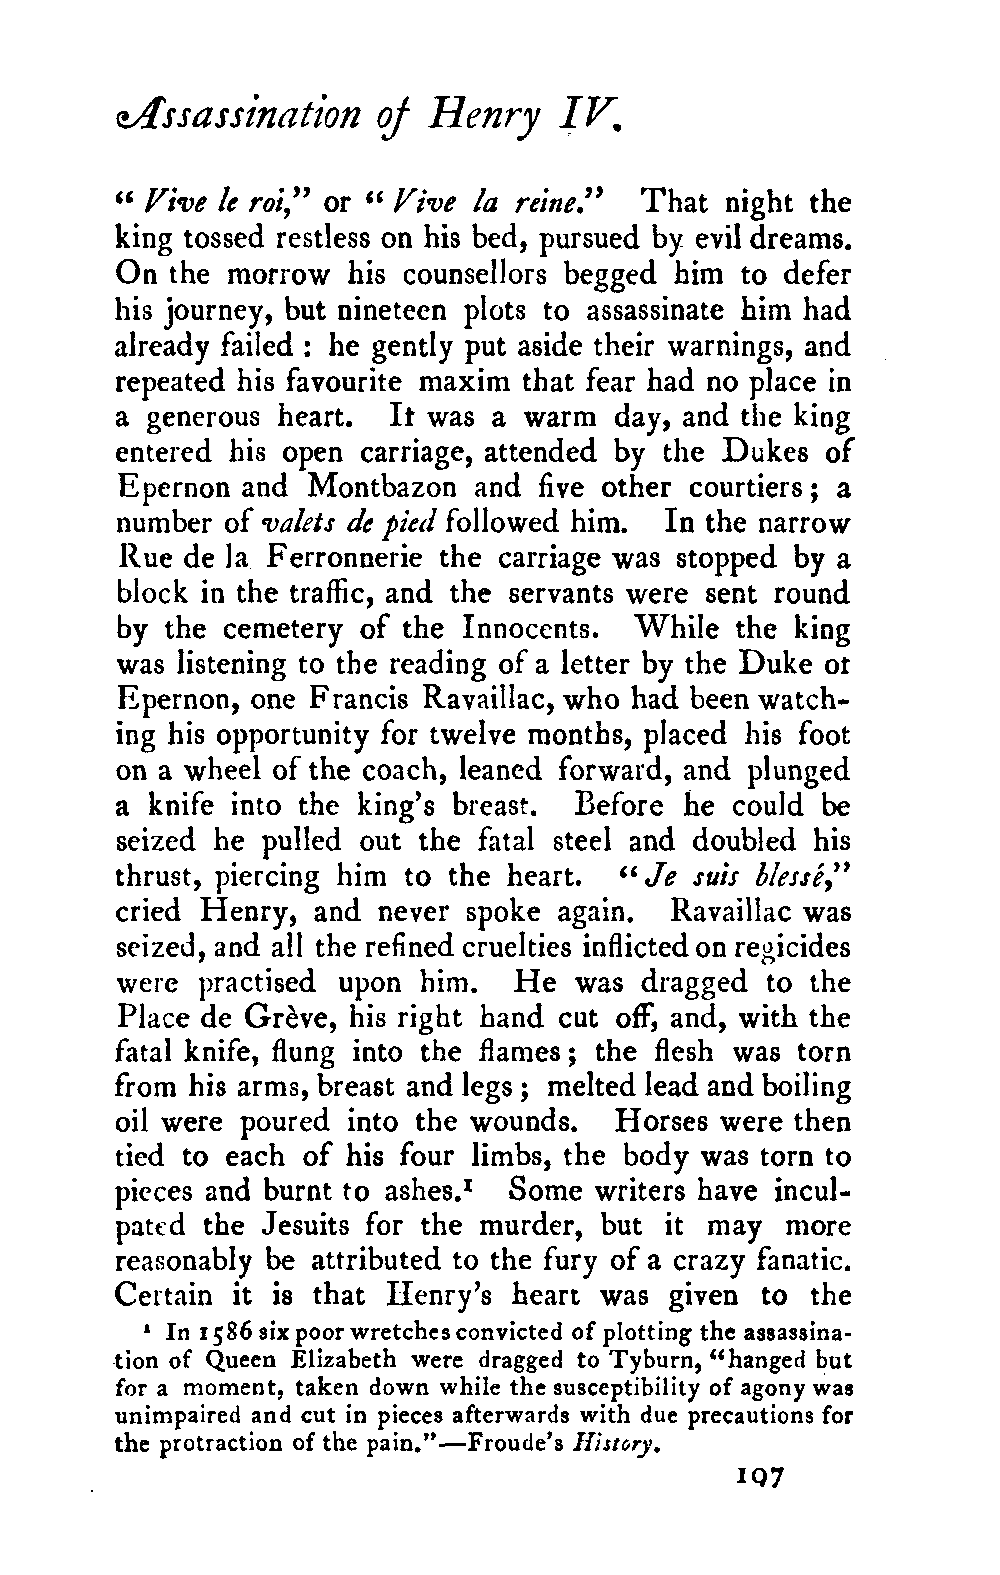 Assassination of Henry IV.
“ Vive le roi,” or “ Vive la reine.” That night the
king tossed restless on his bed, pursued by evil dreams.
On the morrow his counsellors begged him to defer
his journey, but nineteen plots to assassinate him had
already failed : he gently put aside their warnings, and
repeated his favourite maxim that fear had no place in
a generous heart. It was a warm day, and the king
entered his open carriage, attended by the Dukes of
Epernon and Montbazon and five other courtiers ; a
number of valets de pied followed him. In the narrow
Rue de la Ferronnerie the carriage was stopped by a
block in the traffic, and the servants were sent round
by the cemetery of the Innocents. While the king
was listening to the reading of a letter by the Duke of
Epernon, one Francis Ravaillac, who had been watch-
ing his opportunity for twelve months, placed his foot
on a wheel of the coach, leaned forward, and plunged
a knife into the king’s breast. Before he could be
seized he pulled out the fatal steel and doubled his
thrust, piercing him to the heart. “ Je suis blessé,”
cried Henry, and never spoke again. Ravaillac was
seized, and all the refined cruelties inflicted on regicides
were practised upon him. He was dragged to the
Place de Grève, his right hand cut off, and, with the
fatal knife, flung into the flames ; the flesh was torn
from his arms, breast and legs ; melted lead and boiling
oil were poured into the wounds. Horses were then
tied to each of his four limbs, the body was torn to
pieces and burnt to ashes.¹ Some writers have incul-
pated the Jesuits for the murder, but it may more
reasonably be attributed to the fury of a crazy fanatic.
Certain it is that Henry’s heart was given to the
¹ In 1586 six poor wretches convicted of plotting the assassina-
tion of Queen Elizabeth were dragged to Tyburn, “hanged but
for a moment, taken down while the susceptibility of agony was
unimpaired and cut in pieces afterwards with due precautions for
the protraction of the pain.”—Froude’s History.
197